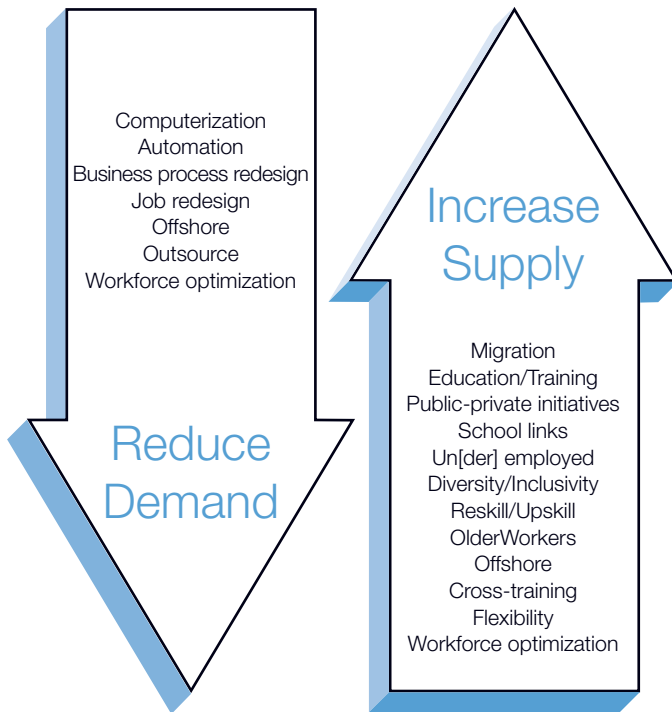 Computerization
Automation
Business process redesign
Job redesign
Offshore
Outsource
Workforce optimization
Reduce
Demand
Increase
Supply
Migration
Education/Training
Public-private initiatives
School links
Un[der] employed
Diversity/Inclusivity
Reskill/Upskill
OlderWorkers
Offshore
Cross-training
Flexibility
Workforce optimization